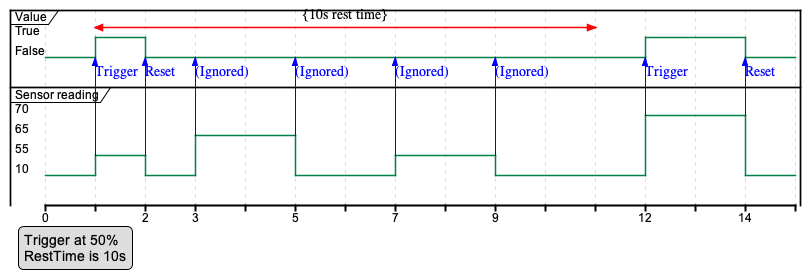 Value
{10s rest time}
True
False
Trigger Reset (Ignored) (Ignored) (Ignored) (Ignored) Trigger Reset
Sensor reading
70
65
55
10
0 2 3 5 7 9 12 14
Trigger at 50%
RestTime is 10s